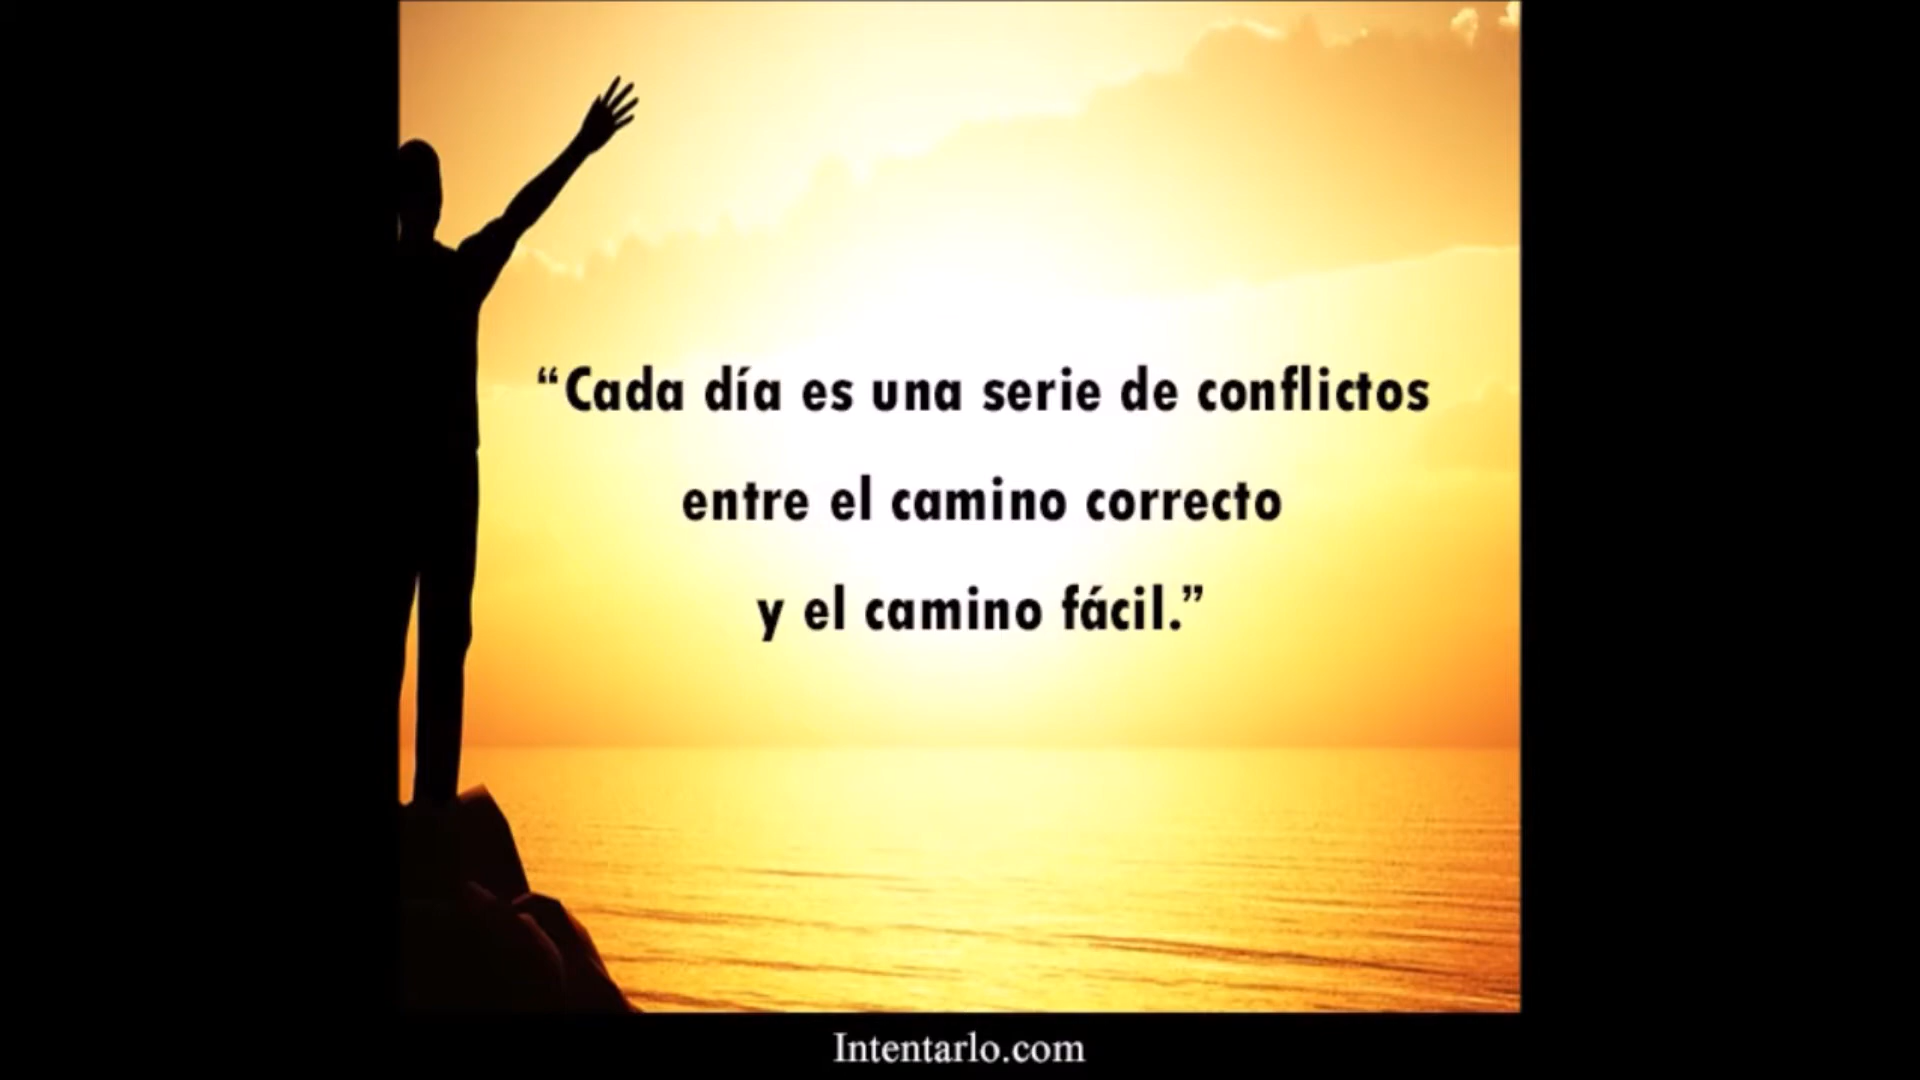 “Cada día es una serie de conflictos
entre el camino correcto
y el camino fácil.”
Intentarlo.com